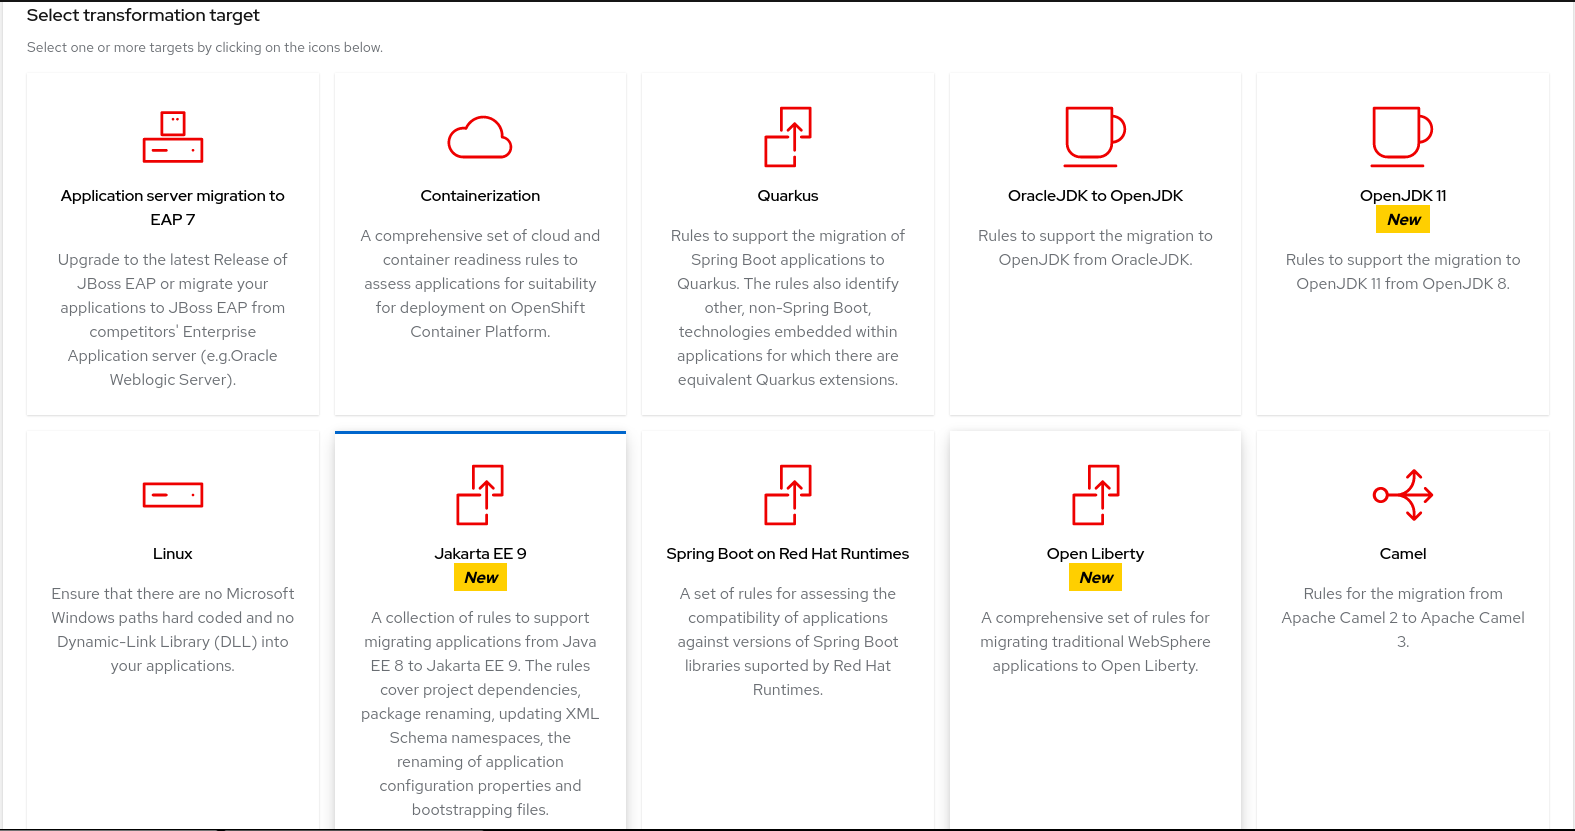 Select transformation target
Select one or more targets by clicking on the icons below.
Application server migration to
EAP 7
Upgrade to the latest Release of
JBoss EAP or migrate your
applications to JBoss EAP from
competitors' Enterprise
Application server (e.g.Oracle
Weblogic Server).
Containerization
A comprehensive set of cloud and
container readiness rules to
assess applications for suitability
for deployment on OpenShift
Container Platform.
Quarkus
Rules to support the migration of
Spring Boot applications to
Quarkus. The rules also identify
other, non-Spring Boot,
technologies embedded within
applications for which there are
equivalent Quarkus extensions.
OracleJDK to OpenJDK
Rules to support the migration to
OpenJDK from OracleJDK.
OpenJDK 11
New
Rules to support the migration to
OpenJDK 11 from OpenJDK 8.
Linux
Ensure that there are no Microsoft
Windows paths hard coded and no
Dynamic-Link Library (DLL) into
your applications.
Jakarta EE 9
New
A collection of rules to support
migrating applications from Java
EE 8 to Jakarta EE 9. The rules
cover project dependencies,
package renaming, updating XML
Schema namespaces, the
renaming of application
configuration properties and
bootstrapping files.
Spring Boot on Red Hat Runtimes
A set of rules for assessing the
compatibility of applications
against versions of Spring Boot
libraries suported by Red Hat
Runtimes.
Open Liberty
New
A comprehensive set of rules for
migrating traditional WebSphere
applications to Open Liberty.
Camel
Rules for the migration from
Apache Camel 2 to Apache Camel
3.